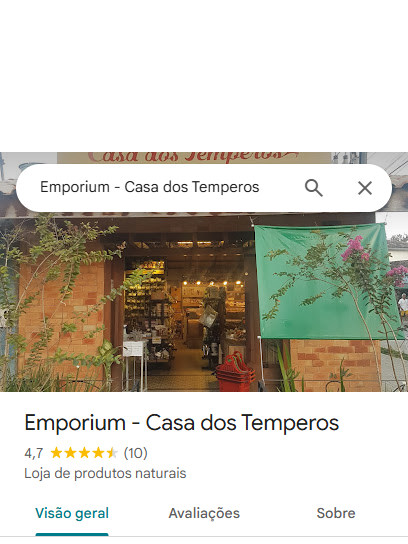 Casa dos Temperos
Emporium - Casa dos Temperos
Emporium - Casa dos Temperos
4,7 (10)
Loja de produtos naturais
Visão geral Avaliações Sobre